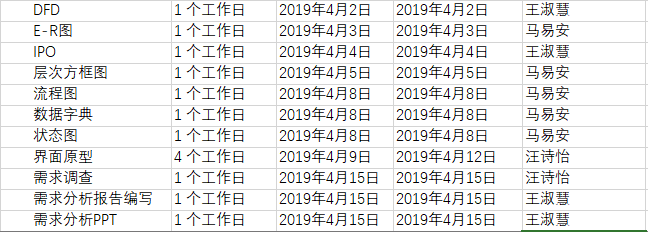 DFD 1 个工作日 2019年4月2日 2019年4月2日 王淑慧
E-R图 1 个工作日 2019年4月3日 2019年4月3日 马易安
IPO 1 个工作日 2019年4月4日 2019年4月4日 王淑慧
层次方框图 1 个工作日 2019年4月5日 2019年4月5日 马易安
流程图 1 个工作日 2019年4月8日 2019年4月8日 马易安
数据字典 1 个工作日 2019年4月8日 2019年4月8日 马易安
状态图 1 个工作日 2019年4月8日 2019年4月8日 马易安
界面原型 4 个工作日 2019年4月9日 2019年4月12日 汪诗怡
需求调查 1 个工作日 2019年4月15日 2019年4月15日 汪诗怡
需求分析报告编写 1 个工作日 2019年4月15日 2019年4月15日 王淑慧
需求分析PPT 1 个工作日 2019年4月15日 2019年4月15日 王淑慧